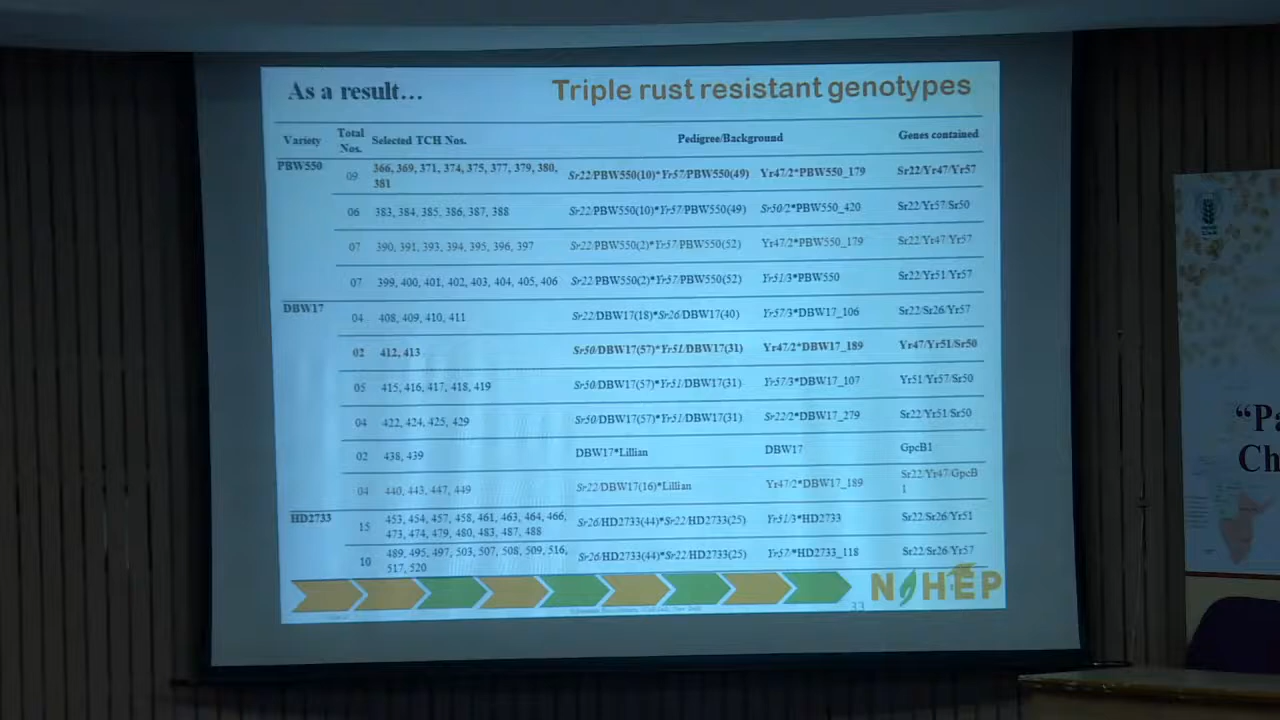 As a result... Triple rust resistant genotypes
Variety Total Nos. Selected TCH Nos. Pedigree/Background Genes contained
PBW550 09 366, 369, 371, 374, 375, 377, 379, 380, 381 Sr22/PBW550(10)*Yr57/PBW550(49) Yr47/2*PBW550_179 Sr22/Yr47/Yr57
06 383, 384, 385, 386, 387, 388 Sr22/PBW550(10)*Yr57/PBW550(49) Sr50/2*PBW550_420 Sr22/Yr57/Sr50
07 390, 391, 393, 394, 395, 396, 397 Sr22/PBW550(2)*Yr57/PBW550(52) Yr47/2*PBW550_179 Sr22/Yr47/Yr57
07 399, 400, 401, 402, 403, 404, 405, 406 Sr22/PBW550(2)*Yr57/PBW550(52) Yr51/3*PBW550 Sr22/Yr51/Yr57
DBW17 04 408, 409, 410, 411 Sr22/DBW17(18)*Sr26/DBW17(40) Yr57/3*DBW17_106 Sr22/Sr26/Yr57
02 412, 413 Sr50/DBW17(57)*Yr51/DBW17(31) Yr47/2*DBW17_189 Yr47/Yr51/Sr50
05 415, 416, 417, 418, 419 Sr50/DBW17(57)*Yr51/DBW17(31) Yr57/3*DBW17_107 Yr51/Yr57/Sr50
04 422, 424, 425, 429 Sr50/DBW17(57)*Yr51/DBW17(31) Sr22/2*DBW17_279 Sr22/Yr51/Sr50
02 438, 439 DBW17*Lillian DBW17 GpcB1
04 440, 443, 447, 449 Sr22/DBW17(16)*Lillian Yr47/2*DBW17_189 Sr22/Yr47/GpcB1
HD2733 15 453, 454, 457, 458, 461, 463, 464, 466, 473, 474, 479, 480, 483, 487, 488 Sr26/HD2733(44)*Sr22/HD2733(25) Yr51/3*HD2733 Sr22/Sr26/Yr51
10 489, 495, 497, 503, 507, 508, 509, 516, 517, 520 Sr26/HD2733(44)*Sr22/HD2733(25) Yr57/*HD2733_118 Sr22/Sr26/Yr57
NAHEP
33